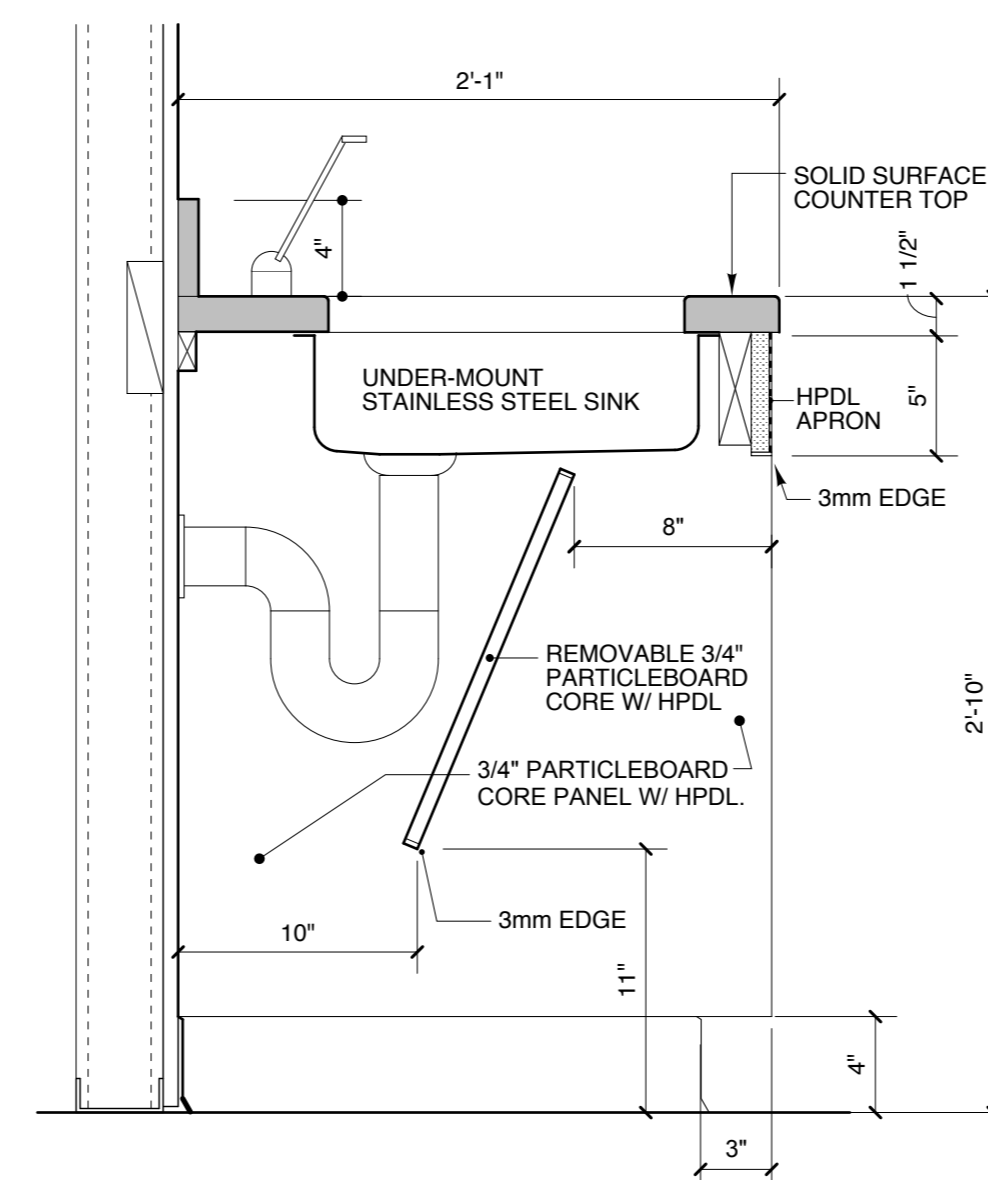 2'-1"
SOLID SURFACE
COUNTER TOP
4"
1 1/2"
UNDER-MOUNT
STAINLESS STEEL SINK
HPDL
APRON
5"
3mm EDGE
8"
REMOVABLE 3/4"
PARTICLEBOARD
CORE W/ HPDL
2'-10"
3/4" PARTICLEBOARD
CORE PANEL W/ HPDL.
3mm EDGE
10"
11"
4"
3"